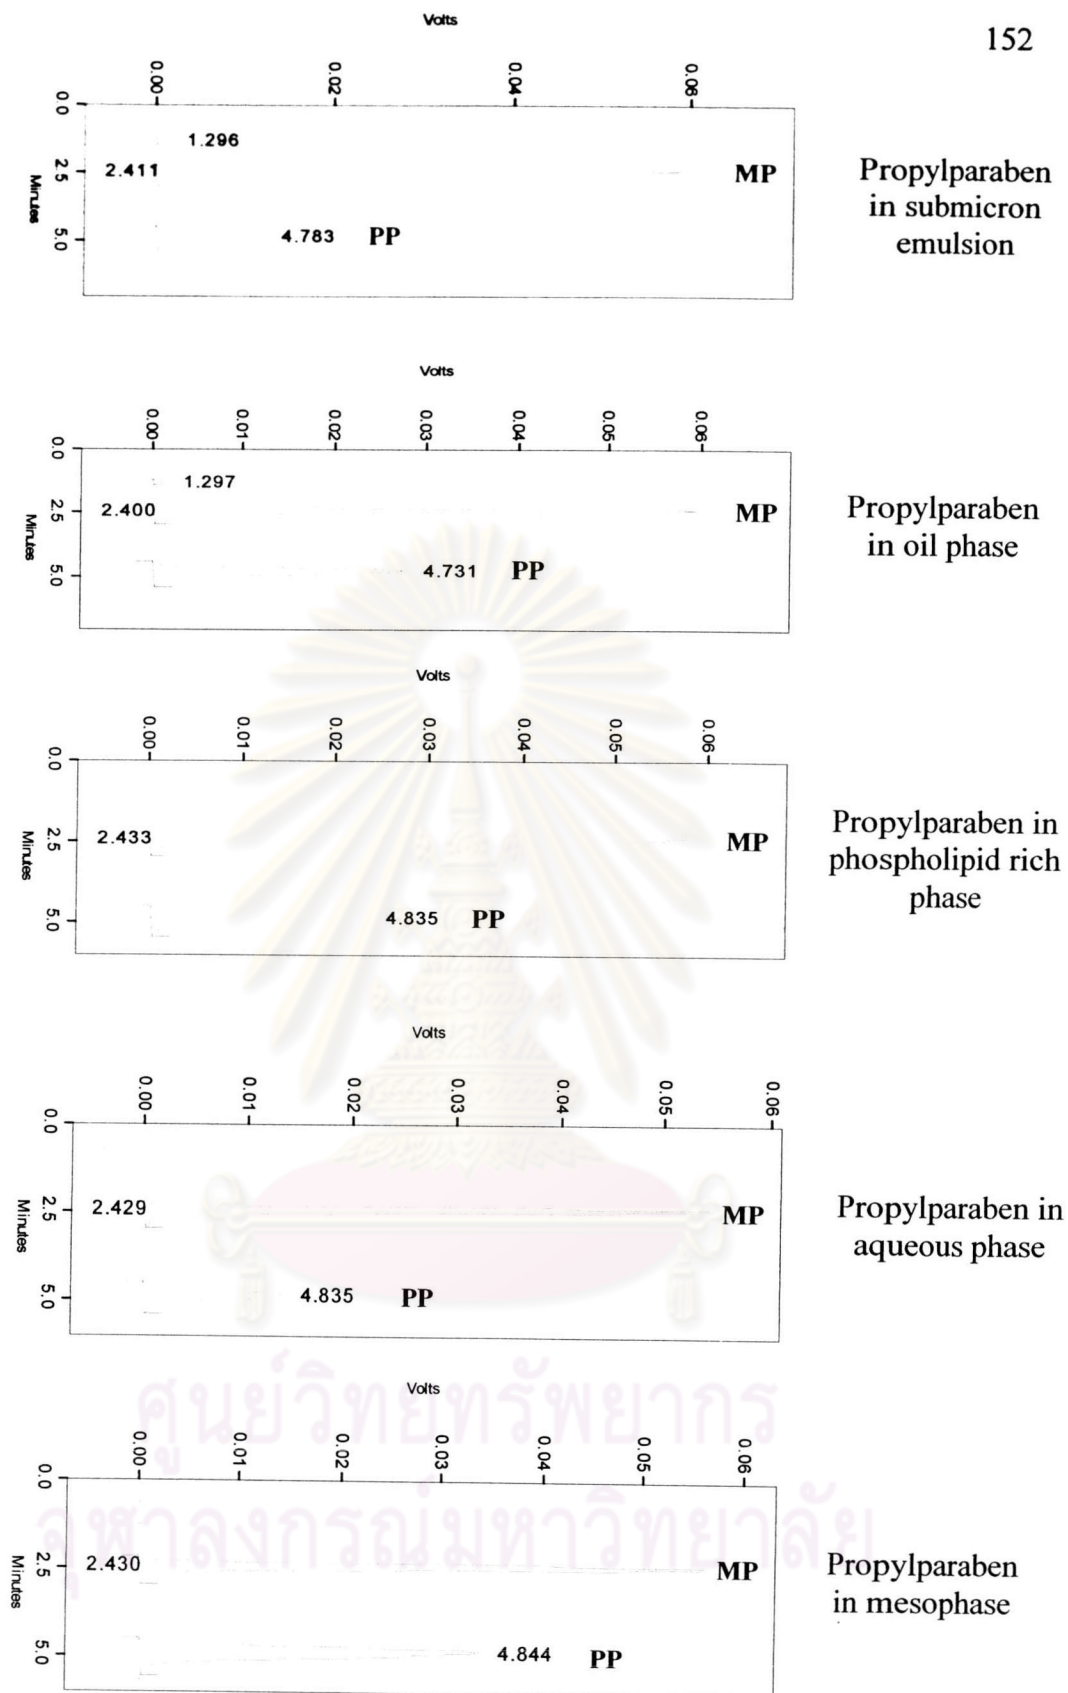 152
Volts
0.00
0.02
0.04
0.06
0.0
2.5
5.0
Minutes
1.296
2.411
MP
4.783 PP
Propylparaben
in submicron
emulsion
Volts
0.00
0.01
0.02
0.03
0.04
0.05
0.06
0.0
2.5
5.0
Minutes
1.297
2.400
MP
4.731 PP
Propylparaben
in oil phase
Volts
0.00
0.01
0.02
0.03
0.04
0.05
0.06
0.0
2.5
5.0
Minutes
2.433
MP
4.835 PP
Propylparaben in
phospholipid rich
phase
Volts
0.00
0.01
0.02
0.03
0.04
0.05
0.06
0.0
2.5
5.0
Minutes
2.429
MP
4.835 PP
Propylparaben in
aqueous phase
Volts
0.00
0.01
0.02
0.03
0.04
0.05
0.06
0.0
2.5
5.0
Minutes
2.430
MP
4.844 PP
Propylparaben
in mesophase
ศูนย์วิทยทรัพยากร
จุฬาลงกรณ์มหาวิทยาลัย